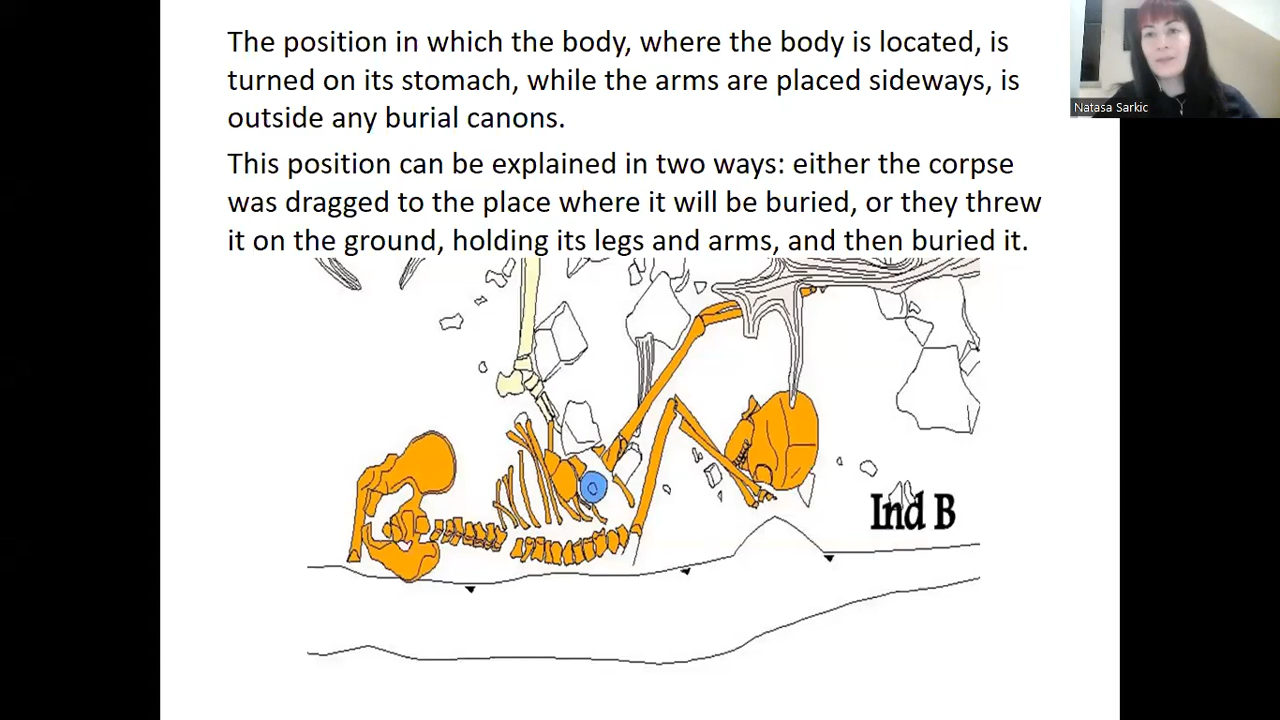 The position in which the body, where the body is located, is
turned on its stomach, while the arms are placed sideways, is
outside any burial canons.
This position can be explained in two ways: either the corpse
was dragged to the place where it will be buried, or they threw
it on the ground, holding its legs and arms, and then buried it.
Natasa Sarkic
Ind B